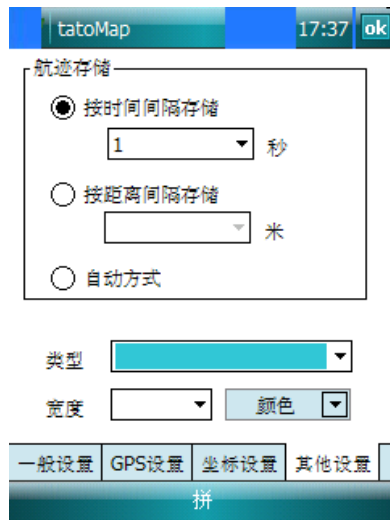 tatoMap 17:37 ok
航迹存储
按时间间隔存储
1 秒
按距离间隔存储
米
自动方式
类型
宽度 颜色
一般设置 GPS设置 坐标设置 其他设置
拼